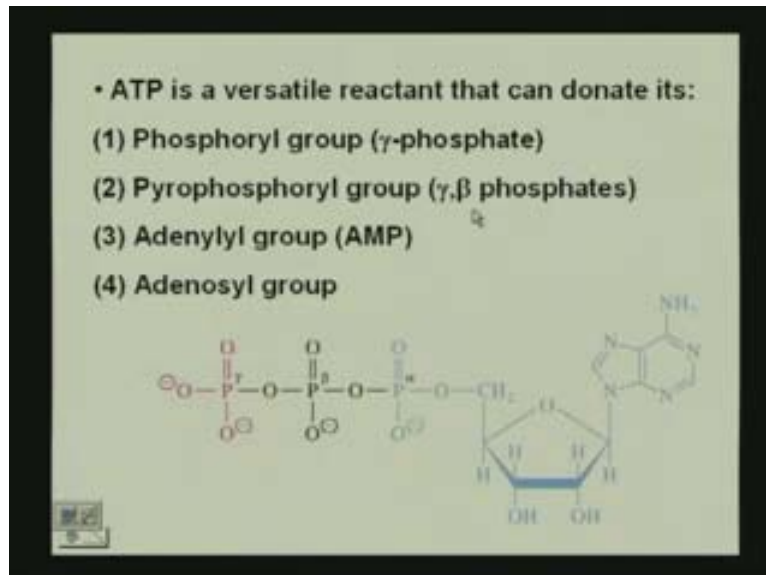 • ATP is a versatile reactant that can donate its:
(1) Phosphoryl group (γ-phosphate)
(2) Pyrophosphoryl group (γ,β phosphates)
(3) Adenylyl group (AMP)
(4) Adenosyl group
NH₂
O O O N N
⊖O—P^γ—O—P^β—O—P^α—O—CH₂ O N N
O⊖ O⊖ O⊖
H H H H
OH OH